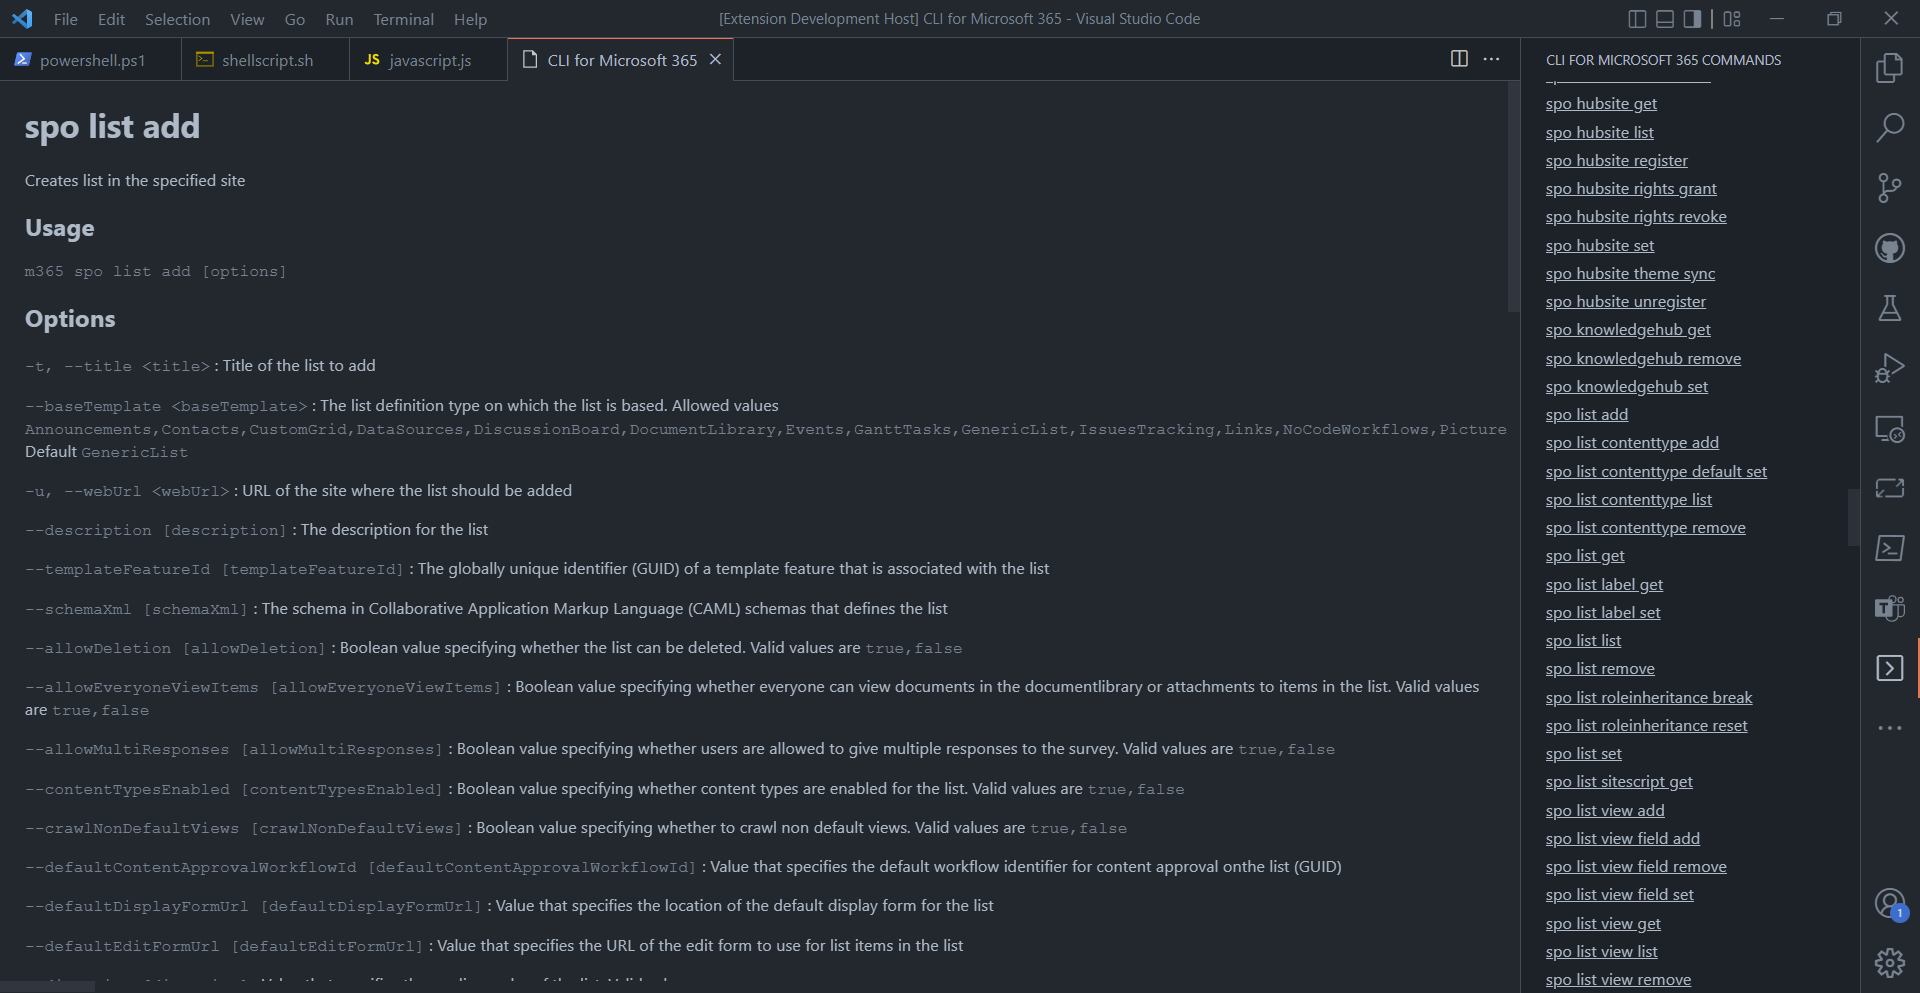 File Edit Selection View Go Run Terminal Help
[Extension Development Host] CLI for Microsoft 365 - Visual Studio Code
powershell.ps1
shellscript.sh
JS javascript.js
CLI for Microsoft 365
spo list add
Creates list in the specified site
Usage
m365 spo list add [options]
Options
-t, --title <title> : Title of the list to add
--baseTemplate <baseTemplate> : The list definition type on which the list is based. Allowed values
Announcements,Contacts,CustomGrid,DataSources,DiscussionBoard,DocumentLibrary,Events,GanttTasks,GenericList,IssuesTracking,Links,NoCodeWorkflows,Picture
Default GenericList
-u, --webUrl <webUrl> : URL of the site where the list should be added
--description [description] : The description for the list
--templateFeatureId [templateFeatureId] : The globally unique identifier (GUID) of a template feature that is associated with the list
--schemaXml [schemaXml] : The schema in Collaborative Application Markup Language (CAML) schemas that defines the list
--allowDeletion [allowDeletion] : Boolean value specifying whether the list can be deleted. Valid values are true,false
--allowEveryoneViewItems [allowEveryoneViewItems] : Boolean value specifying whether everyone can view documents in the documentlibrary or attachments to items in the list. Valid values
are true,false
--allowMultiResponses [allowMultiResponses] : Boolean value specifying whether users are allowed to give multiple responses to the survey. Valid values are true,false
--contentTypesEnabled [contentTypesEnabled] : Boolean value specifying whether content types are enabled for the list. Valid values are true,false
--crawlNonDefaultViews [crawlNonDefaultViews] : Boolean value specifying whether to crawl non default views. Valid values are true,false
--defaultContentApprovalWorkflowId [defaultContentApprovalWorkflowId] : Value that specifies the default workflow identifier for content approval onthe list (GUID)
--defaultDisplayFormUrl [defaultDisplayFormUrl] : Value that specifies the location of the default display form for the list
--defaultEditFormUrl [defaultEditFormUrl] : Value that specifies the URL of the edit form to use for list items in the list
CLI FOR MICROSOFT 365 COMMANDS
spo hubsite get
spo hubsite list
spo hubsite register
spo hubsite rights grant
spo hubsite rights revoke
spo hubsite set
spo hubsite theme sync
spo hubsite unregister
spo knowledgehub get
spo knowledgehub remove
spo knowledgehub set
spo list add
spo list contenttype add
spo list contenttype default set
spo list contenttype list
spo list contenttype remove
spo list get
spo list label get
spo list label set
spo list list
spo list remove
spo list roleinheritance break
spo list roleinheritance reset
spo list set
spo list sitescript get
spo list view add
spo list view field add
spo list view field remove
spo list view field set
spo list view get
spo list view list
spo list view remove
T
1